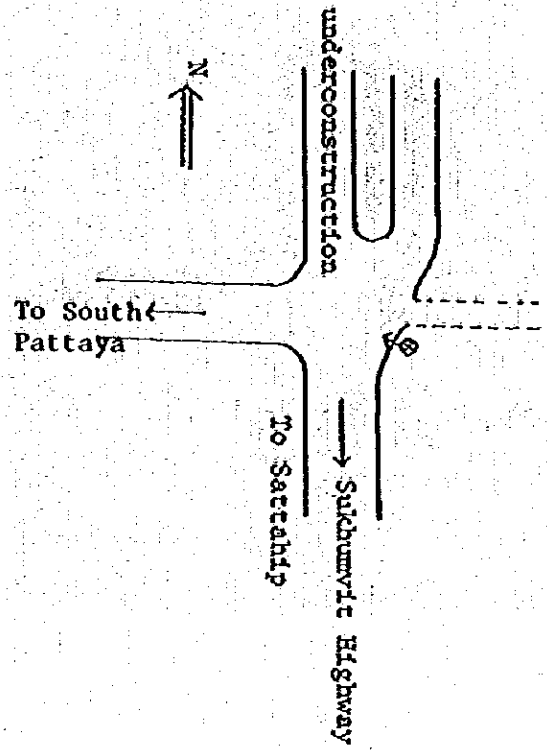 underconstruction
N
To South
Pattaya
To Sattahip
Sukhumvit Highway